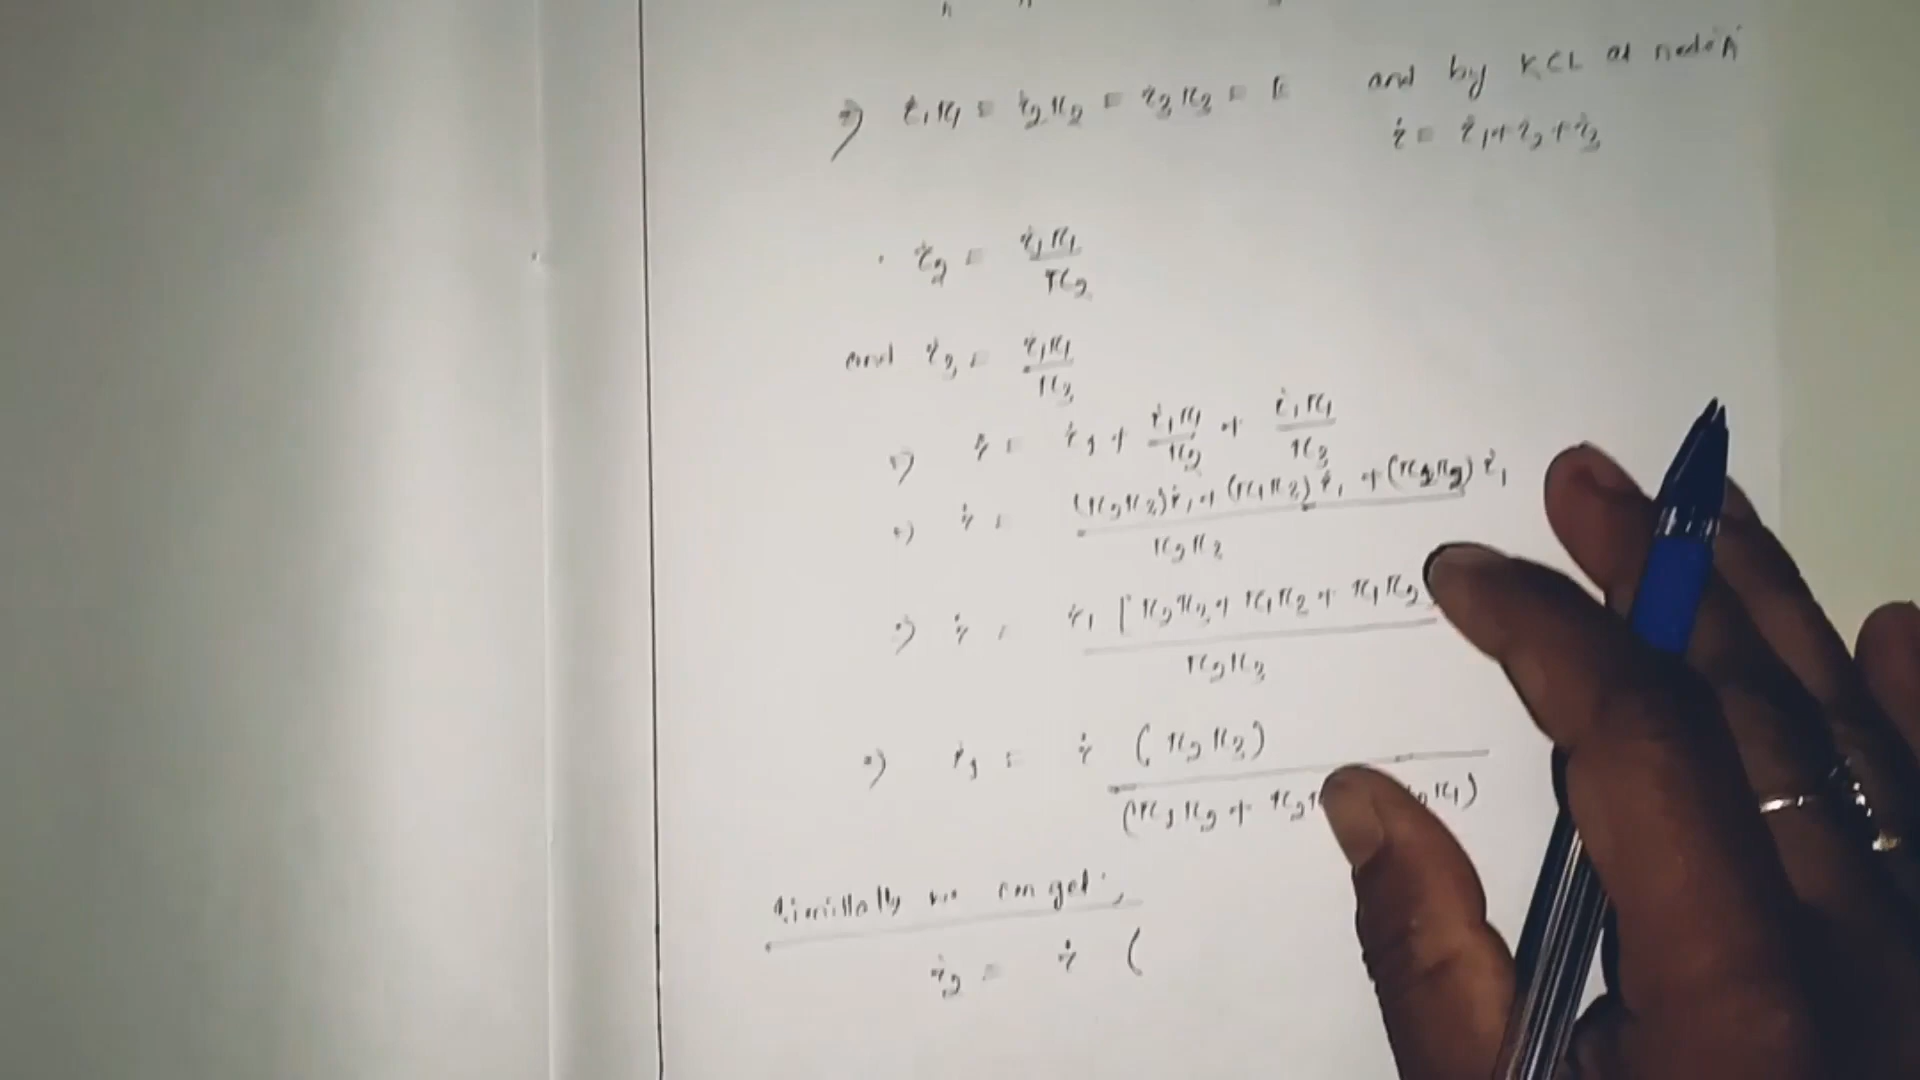 ⇒ i₁R₁ = i₂R₂ = i₃R₃ = E and by KCL at node 'A'
i = i₁+i₂+i₃
i₂ = i₁R₁/R₂
and i₃ = i₁R₁/R₃
⇒ i = i₁ + i₁R₁/R₂ + i₁R₁/R₃
⇒ i = (R₂R₃)i₁ + (R₁R₃)i₁ + (R₁R₂)i₁ / R₂R₃
⇒ i = i₁ [R₂R₃ + R₁R₃ + R₁R₂ / R₂R₃
⇒ i₁ = i (R₂R₃) / (R₁R₂ + R₂ R₁)
Similarly we can get,
i₂ = i (